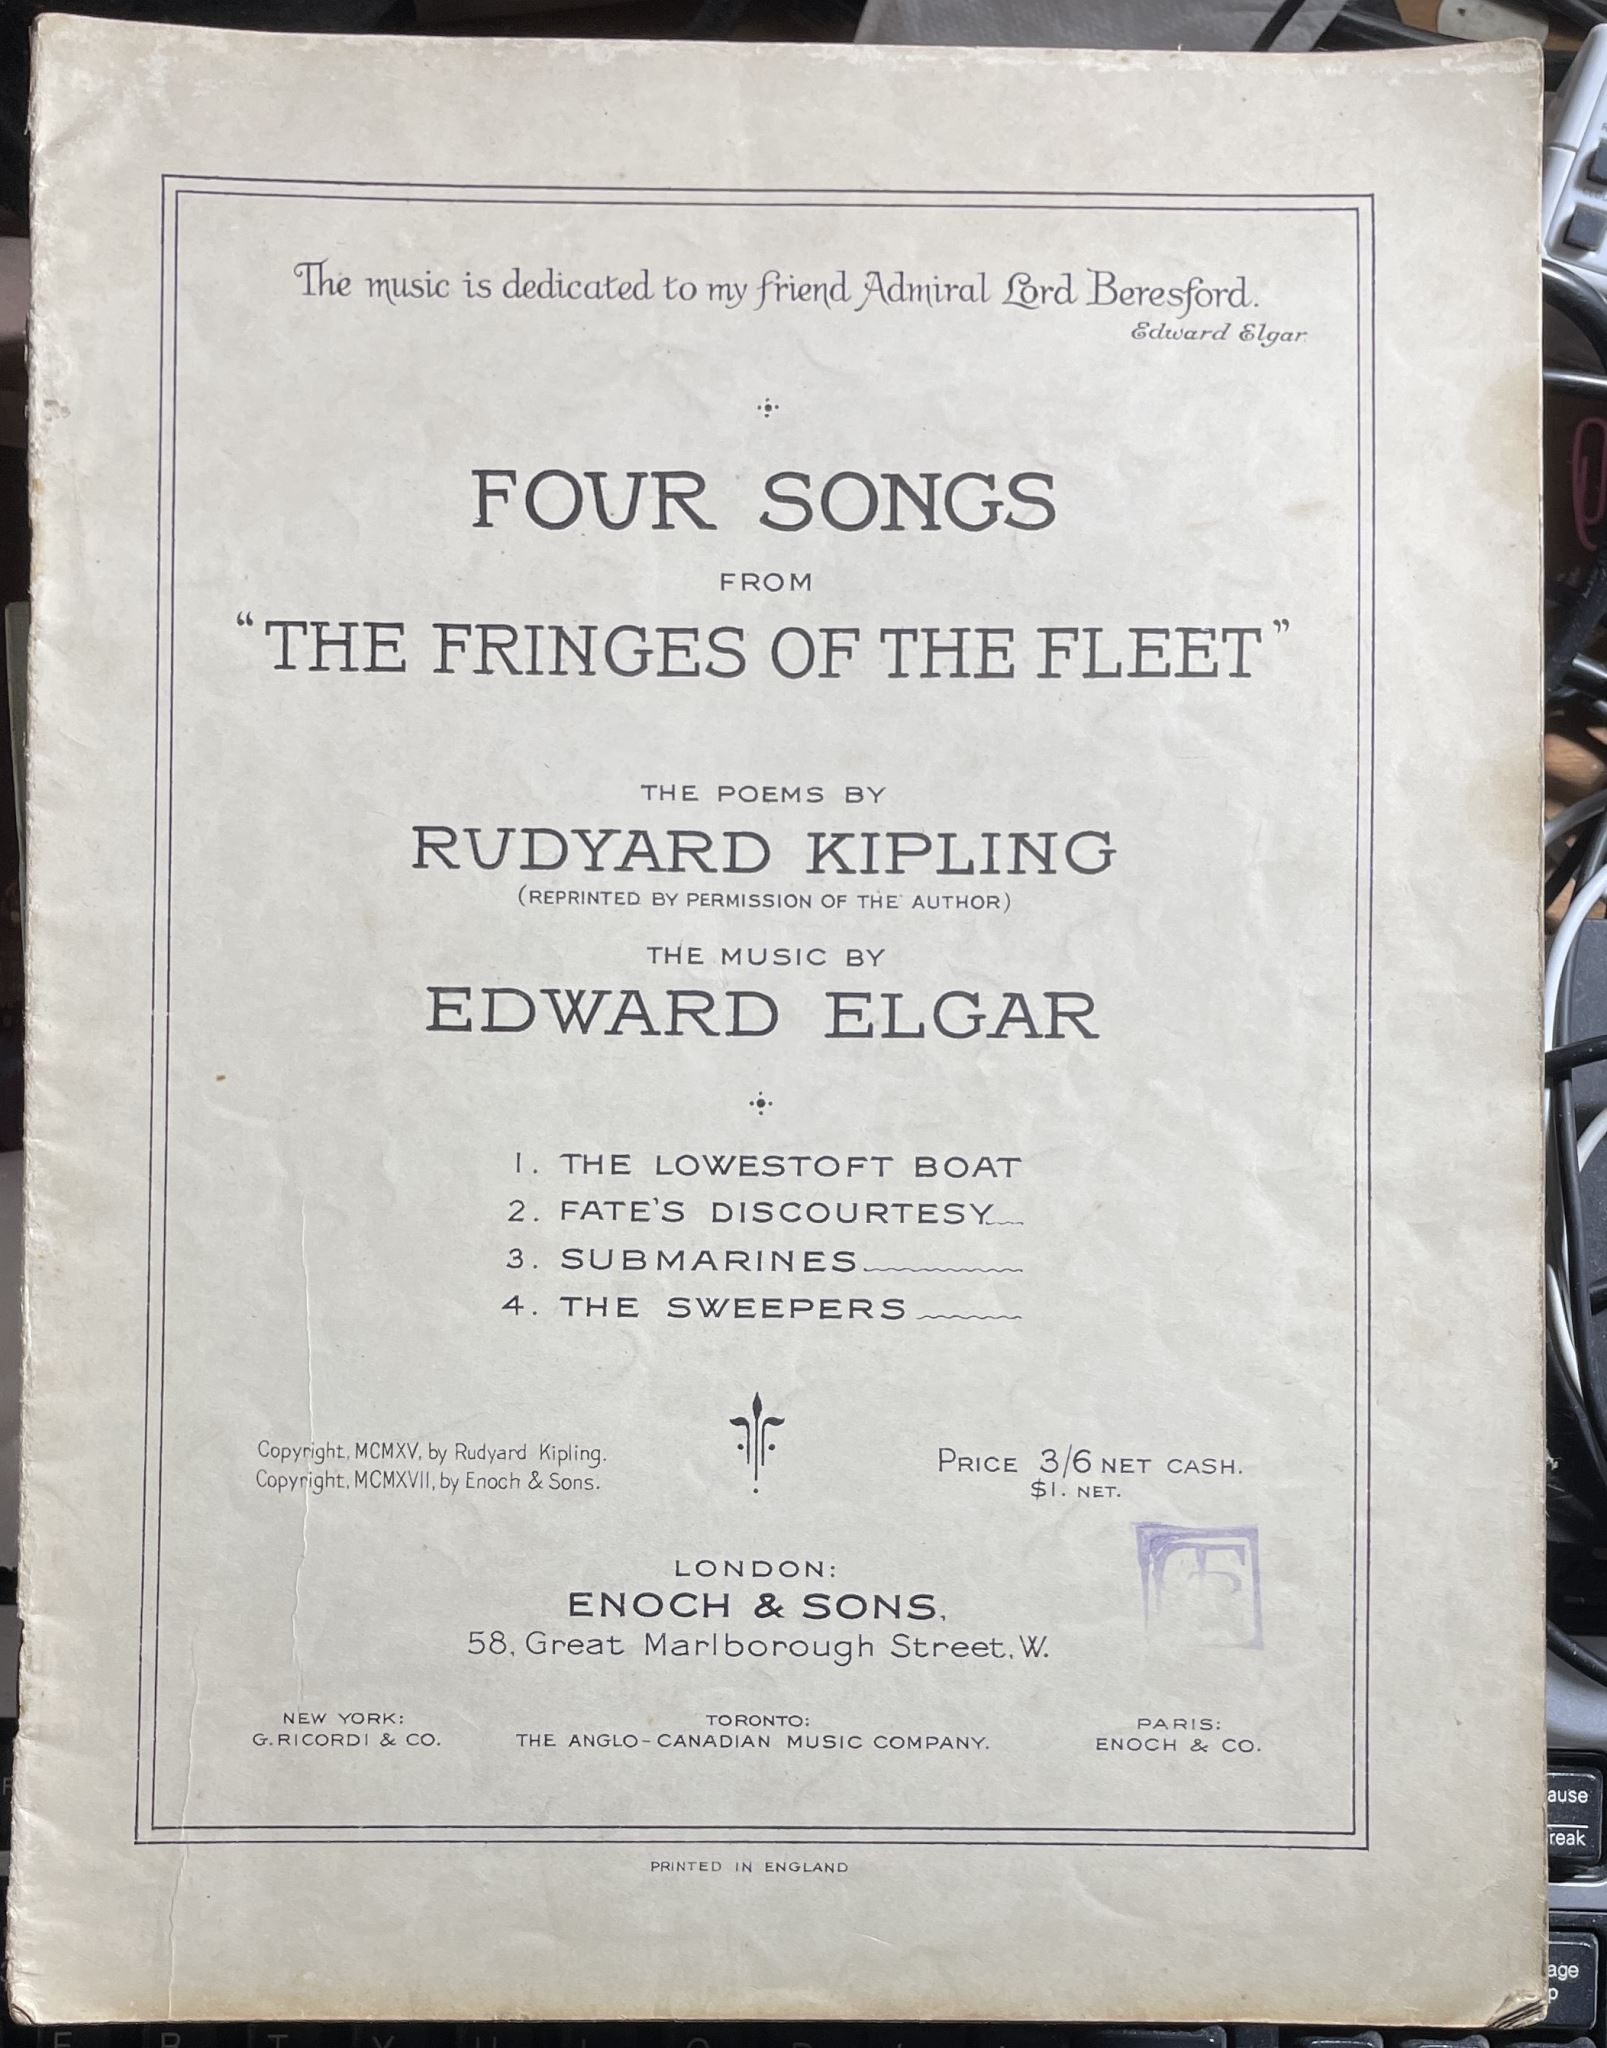 The music is dedicated to my friend Admiral Lord Beresford.
Edward Elgar.
FOUR SONGS
FROM
"THE FRINGES OF THE FLEET"
THE POEMS BY
RUDYARD KIPLING
(REPRINTED BY PERMISSION OF THE AUTHOR)
THE MUSIC BY
EDWARD ELGAR
1. THE LOWESTOFT BOAT
2. FATE'S DISCOURTESY
3. SUBMARINES
4. THE SWEEPERS
Copyright, MCMXV, by Rudyard Kipling.
Copyright, MCMXVII, by Enoch & Sons.
PRICE 3/6 NET CASH.
$1. NET.
LONDON:
ENOCH & SONS,
58, Great Marlborough Street, W.
NEW YORK:
G. RICORDI & CO.
TORONTO:
THE ANGLO-CANADIAN MUSIC COMPANY.
PARIS:
ENOCH & CO.
PRINTED IN ENGLAND
ause
reak
age
p